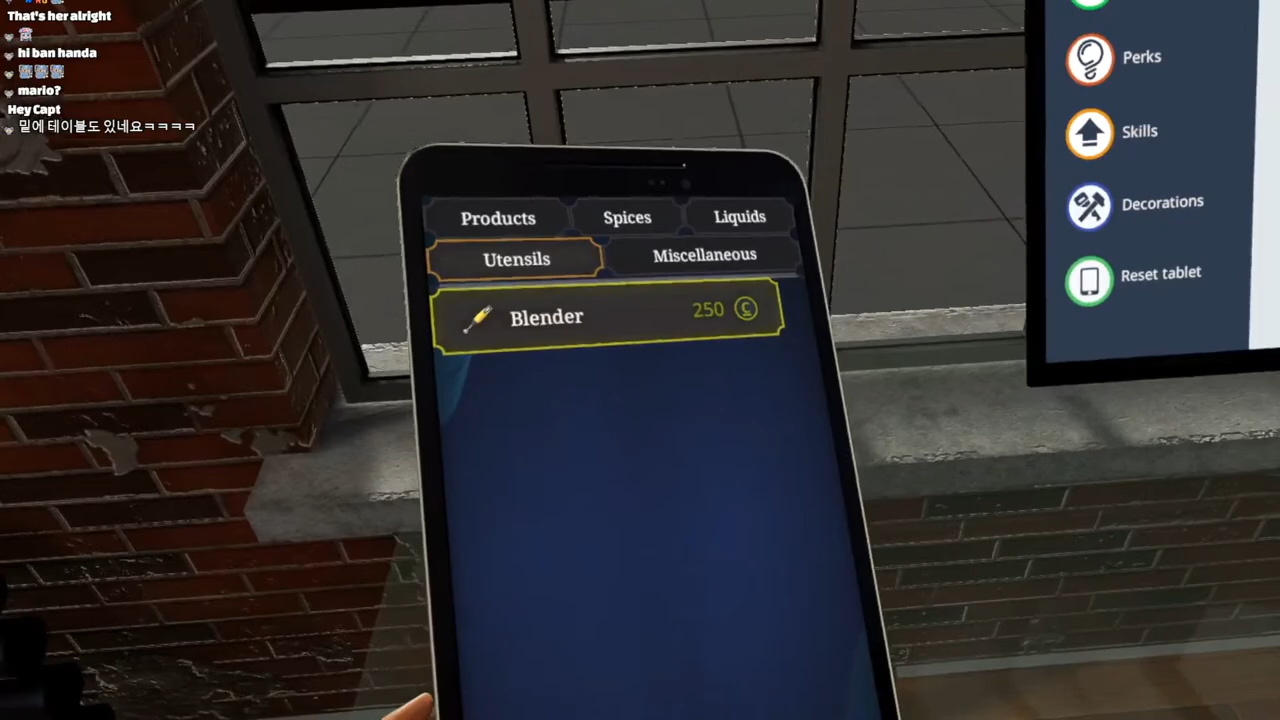 That's her alright
hi ban handa
mario?
Hey Capt
밑에 테이블도 있네요ㅋㅋㅋㅋ
Products
Spices
Liquids
Utensils
Miscellaneous
Blender
250
Perks
Skills
Decorations
Reset tablet